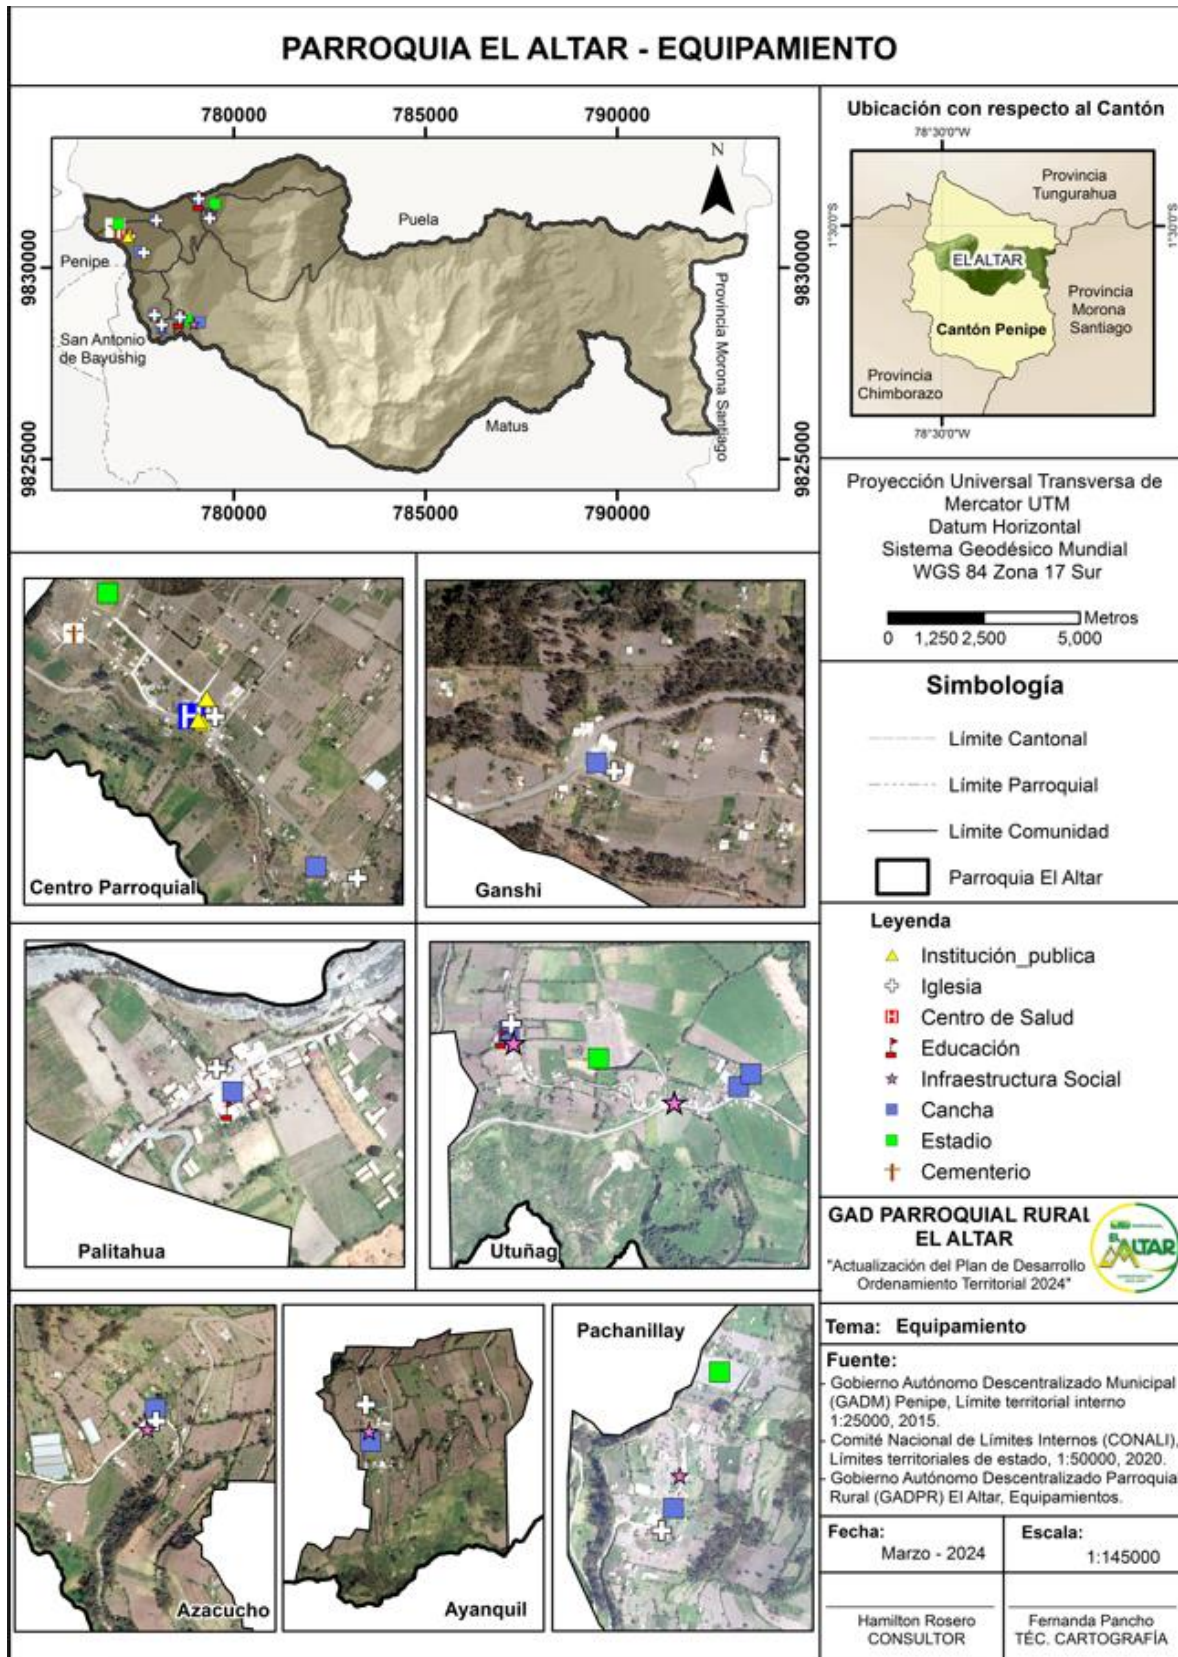 PARROQUIA EL ALTAR - EQUIPAMIENTO
780000
785000
790000
N
Puela
Penipe
San Antonio
de Bayushig
Matus
Provincia Morona Santiago
9830000
9825000
9830000
9825000
780000
785000
790000
Ubicación con respecto al Cantón
78°30'0"W
Provincia
Tungurahua
1°30'0"S
1°30'0"S
EL ALTAR
Provincia
Morona
Santiago
Cantón Penipe
Provincia
Chimborazo
78°30'0"W
Proyección Universal Transversa de
Mercator UTM
Datum Horizontal
Sistema Geodésico Mundial
WGS 84 Zona 17 Sur
Metros
0 1,250 2,500 5,000
Simbología
Límite Cantonal
Límite Parroquial
Límite Comunidad
Parroquia El Altar
Leyenda
Institución_publica
Iglesia
H Centro de Salud
Educación
Infraestructura Social
Cancha
Estadio
Cementerio
H
Centro Parroquial
Ganshi
Palitahua
Utuñag
Azacucho
Ayanquil
Pachanillay
GAD PARROQUIAL RURAL
EL ALTAR
"Actualización del Plan de Desarrollo
Ordenamiento Territorial 2024"
EL
ALTAR
Tema: Equipamiento
Fuente:
- Gobierno Autónomo Descentralizado Municipal
(GADM) Penipe, Límite territorial interno
1:25000, 2015.
- Comité Nacional de Límites Internos (CONALI),
Límites territoriales de estado, 1:50000, 2020.
- Gobierno Autónomo Descentralizado Parroquia
Rural (GADPR) El Altar, Equipamientos.
Fecha:
Marzo - 2024
Escala:
1:145000
Hamilton Rosero
CONSULTOR
Fernanda Pancho
TÉC. CARTOGRAFÍA